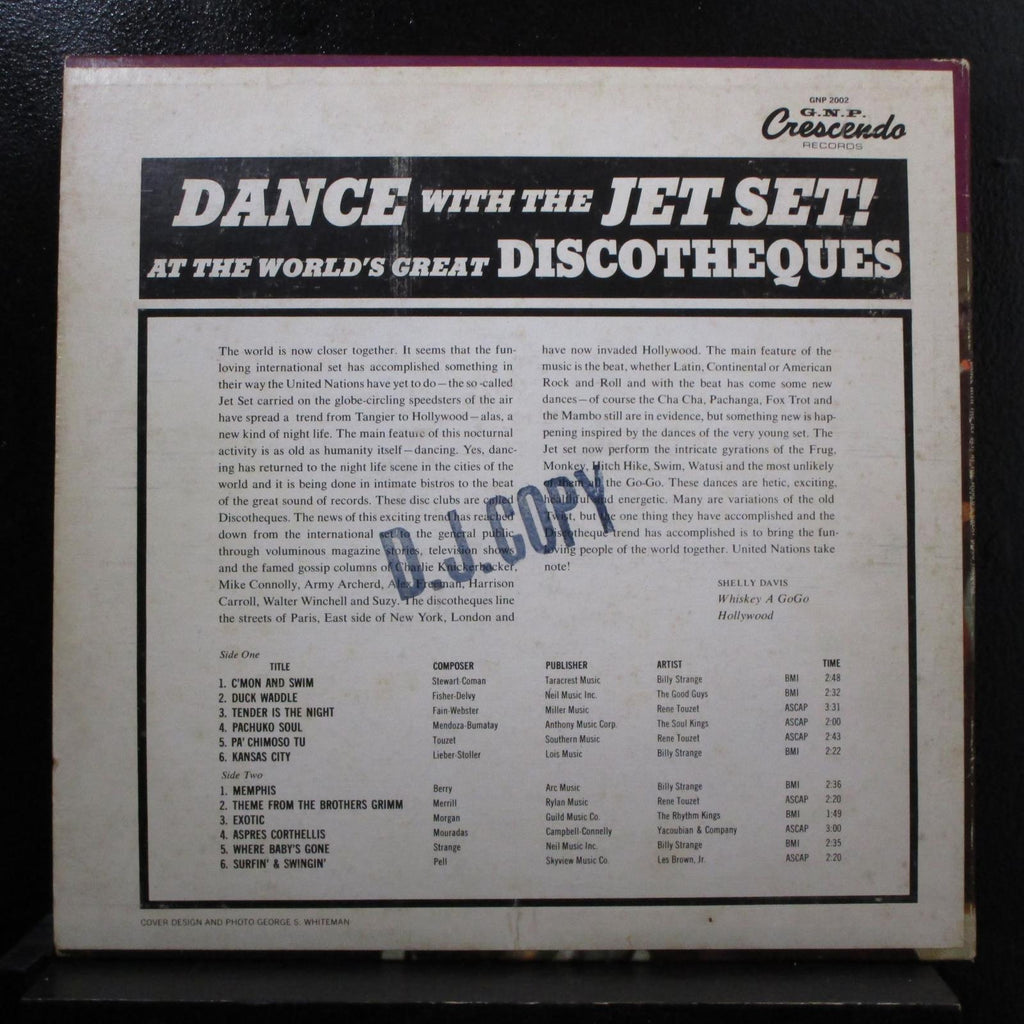 GNP 2002
G.N.P.
Crescendo
RECORDS
DANCE WITH THE JET SET!
AT THE WORLD'S GREAT DISCOTHEQUES
The world is now closer together. It seems that the fun-
loving international set has accomplished something in
their way the United Nations have yet to do—the so-called
Jet Set carried on the globe-circling speedsters of the air
have spread a trend from Tangier to Hollywood—alas, a
new kind of night life. The main feature of this nocturnal
activity is as old as humanity itself—dancing. Yes, danc-
ing has returned to the night life scene in the cities of the
world and it is being done in intimate bistros to the beat
of the great sound of records. These disc clubs are called
Discotheques. The news of this exciting trend has reached
down from the international set to the general public
through voluminous magazine stories, television shows
and the famed gossip columns of Charlie Knickerbocker,
Mike Connolly, Army Archerd, Alex Freeman, Harrison
Carroll, Walter Winchell and Suzy. The discotheques line
the streets of Paris, East side of New York, London and
have now invaded Hollywood. The main feature of the
music is the beat, whether Latin, Continental or American
Rock and Roll and with the beat has come some new
dances—of course the Cha Cha, Pachanga, Fox Trot and
the Mambo still are in evidence, but something new is hap-
pening inspired by the dances of the very young set. The
Jet set now perform the intricate gyrations of the Frug,
Monkey, Hitch Hike, Swim, Watusi and the most unlikely
of them all the Go-Go. These dances are hetic, exciting,
healthful and energetic. Many are variations of the old
Twist, but the one thing they have accomplished and the
Discotheque trend has accomplished is to bring the fun-
loving people of the world together. United Nations take
note!
SHELLY DAVIS
Whiskey A GoGo
Hollywood
D.J. COPY
Side One
TITLE COMPOSER PUBLISHER ARTIST TIME
1. C'MON AND SWIM Stewart-Coman Taracrest Music Billy Strange BMI 2:48
2. DUCK WADDLE Fisher-Delvy Neil Music Inc. The Good Guys BMI 2:32
3. TENDER IS THE NIGHT Fain-Webster Miller Music Rene Touzet ASCAP 3:31
4. PACHUKO SOUL Mendoza-Bumatay Anthony Music Corp. The Soul Kings ASCAP 2:00
5. PA' CHIMOSO TU Touzet Southern Music Rene Touzet ASCAP 2:43
6. KANSAS CITY Lieber-Stoller Lois Music Billy Strange BMI 2:22
Side Two
1. MEMPHIS Berry Arc Music Billy Strange BMI 2:36
2. THEME FROM THE BROTHERS GRIMM Merrill Rylan Music Rene Touzet ASCAP 2:20
3. EXOTIC Morgan Guild Music Co. The Rhythm Kings BMI 1:49
4. ASPRES CORTHELLIS Mouradas Campbell-Connelly Yacoubian & Company ASCAP 3:00
5. WHERE BABY'S GONE Strange Neil Music Inc. Billy Strange BMI 2:35
6. SURFIN' & SWINGIN' Pell Skyview Music Co. Les Brown, Jr. ASCAP 2:20
COVER DESIGN AND PHOTO GEORGE S. WHITEMAN